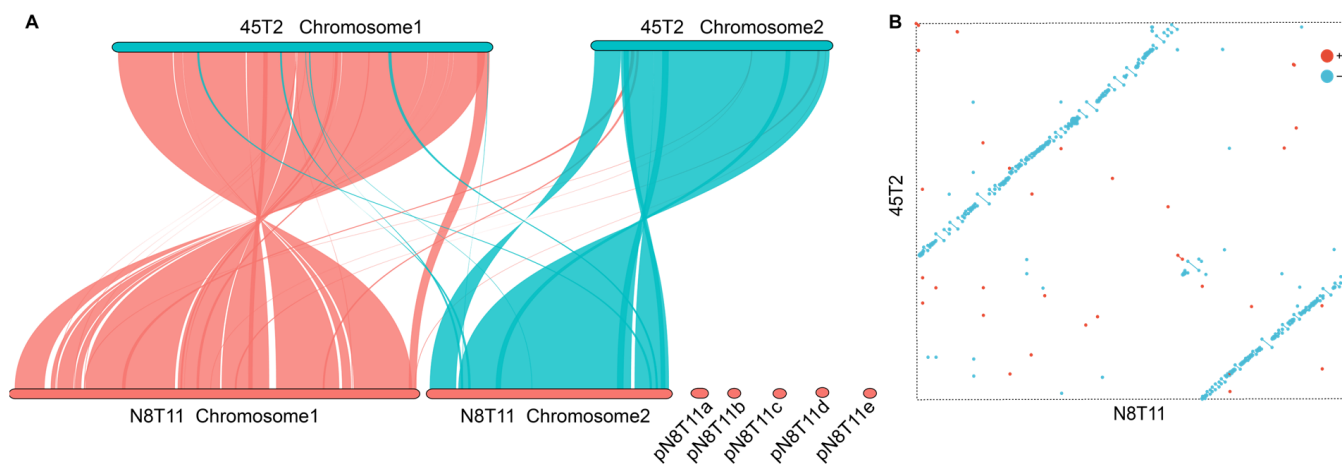 A
45T2 Chromosome1
45T2 Chromosome2
N8T11 Chromosome1
N8T11 Chromosome2
pN8T11a
pN8T11b
pN8T11c
pN8T11d
pN8T11e
B
+
−
45T2
N8T11